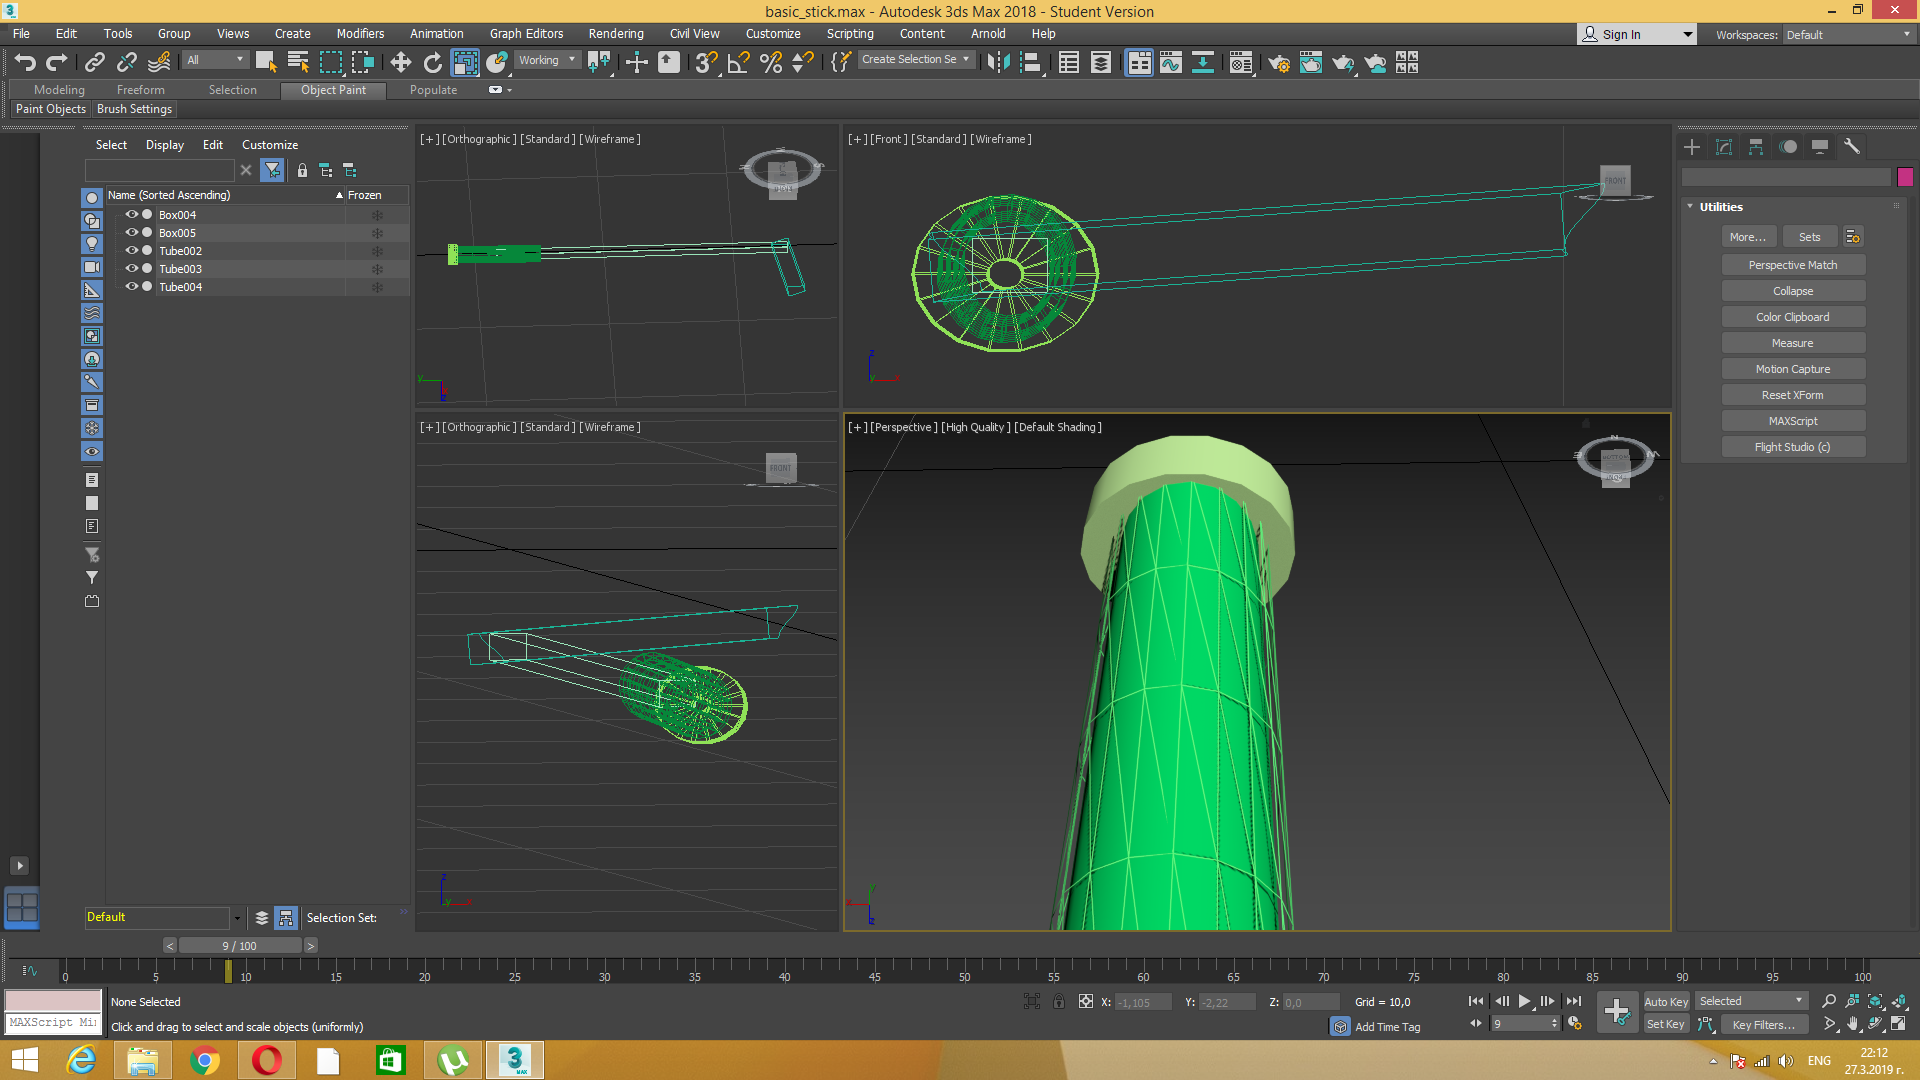 basic_stick.max - Autodesk 3ds Max 2018 - Student Version
File Edit Tools Group Views Create Modifiers Animation Graph Editors Rendering Civil View Customize Scripting Content Arnold Help
Sign In Workspaces: Default
All Working Create Selection Se
Modeling Freeform Selection Object Paint Populate
Paint Objects Brush Settings
Select Display Edit Customize
Name (Sorted Ascending) Frozen
Box004
Box005
Tube002
Tube003
Tube004
[+] [Orthographic] [Standard] [Wireframe]
[+] [Front] [Standard] [Wireframe]
FRONT
[+] [Orthographic] [Standard] [Wireframe]
FRONT
[+] [Perspective] [High Quality] [Default Shading]
Utilities
More... Sets
Perspective Match
Collapse
Color Clipboard
Measure
Motion Capture
Reset XForm
MAXScript
Flight Studio (c)
Default Selection Set:
< 9 / 100 >
0 5 10 15 20 25 30 35 40 45 50 55 60 65 70 75 80 85 90 95 100
None Selected
X: -1,105 Y: -2,22 Z: 0,0 Grid = 10,0
Auto Key Selected
MAXScript Mi
Click and drag to select and scale objects (uniformly)
Add Time Tag
9
Set Key Key Filters...
3 MAX
ENG
22:12
27.3.2019 г.